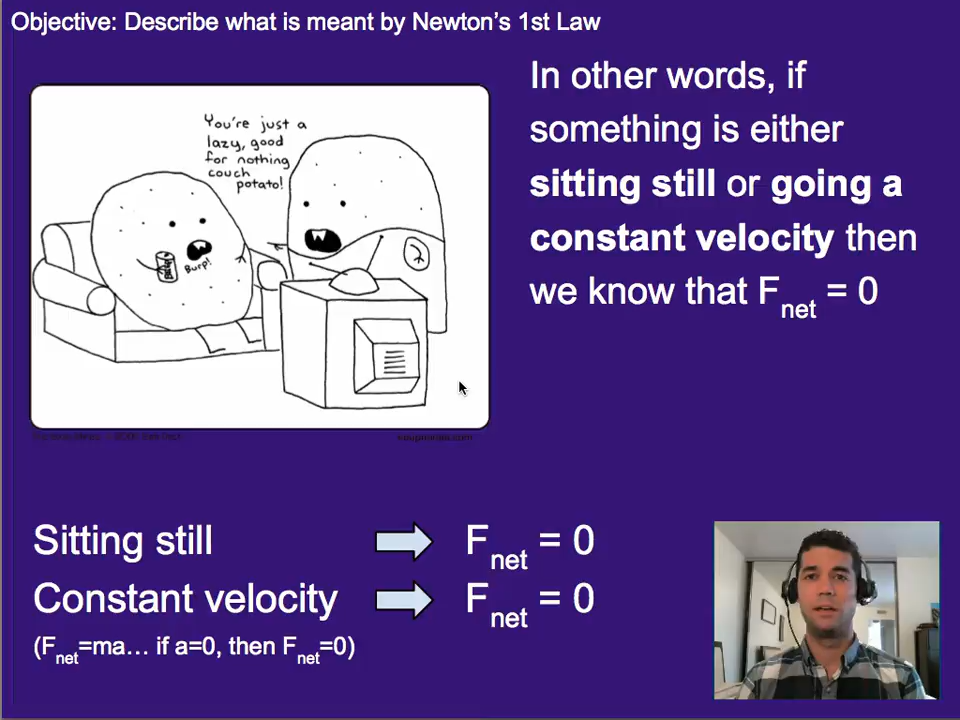 Objective: Describe what is meant by Newton's 1st Law
In other words, if
something is either
sitting still or going a
constant velocity then
we know that Fnet = 0
You're just a
lazy, good
for nothing
couch
potato!
Burp!
Sitting still Fnet = 0
Constant velocity Fnet = 0
(Fnet=ma… if a=0, then Fnet=0)